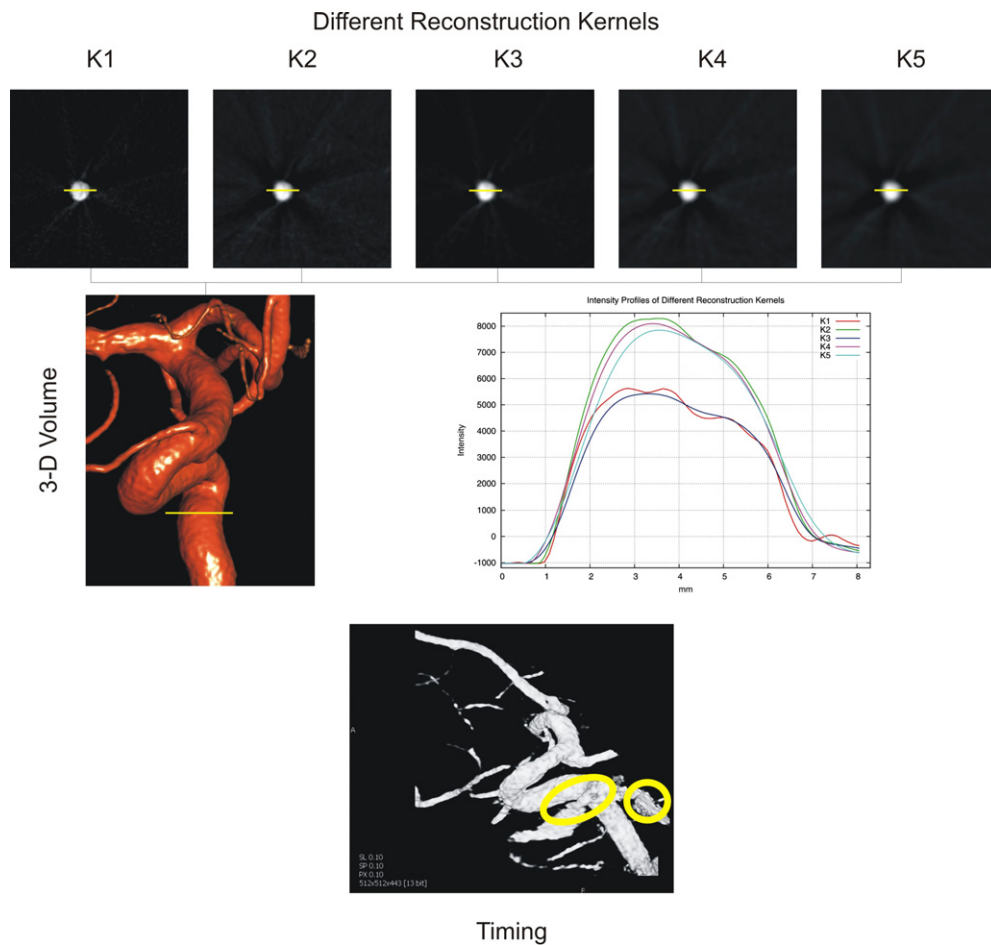 Different Reconstruction Kernels
K1 K2 K3 K4 K5
3-D Volume
Intensity Profiles of Different Reconstruction Kernels
K1
K2
K3
K4
K5
8000
7000
6000
5000
4000
3000
2000
1000
0
-1000
Intensity
0 1 2 3 4 5 6 7 8
mm
A
SL 0.10
SP 0.10
PX 0.10
512x512x443 [13 bit]
F
Timing